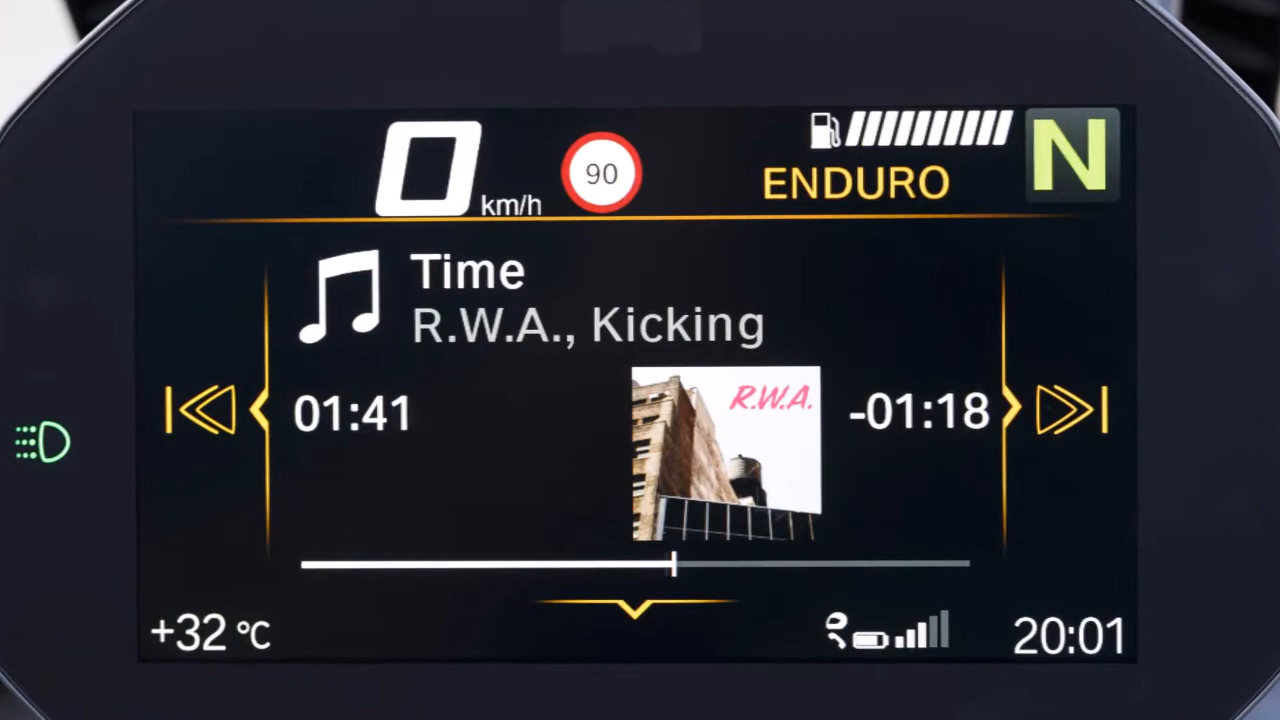 0 km/h
90
ENDURO
N
Time
R.W.A., Kicking
01:41
R.W.A.
-01:18
+32 °C
20:01